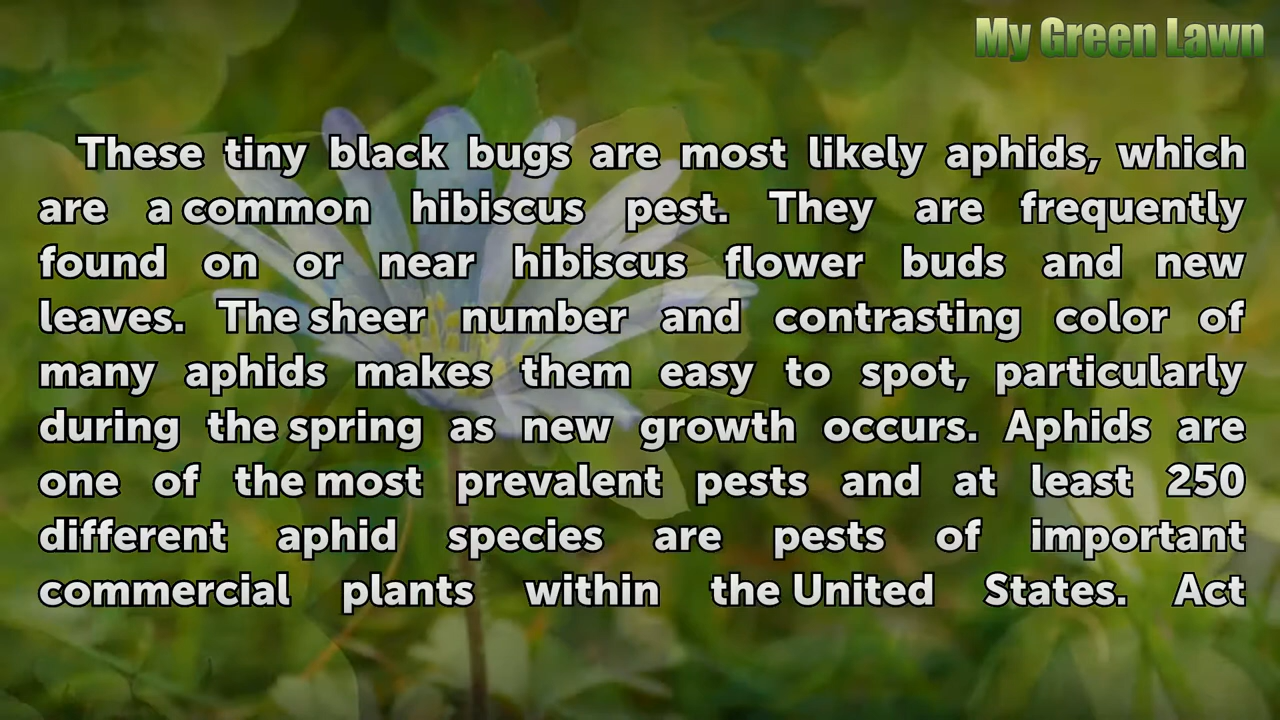 My Green Lawn
These tiny black bugs are most likely aphids, which
are a common hibiscus pest. They are frequently
found on or near hibiscus flower buds and new
leaves. The sheer number and contrasting color of
many aphids makes them easy to spot, particularly
during the spring as new growth occurs. Aphids are
one of the most prevalent pests and at least 250
different aphid species are pests of important
commercial plants within the United States. Act